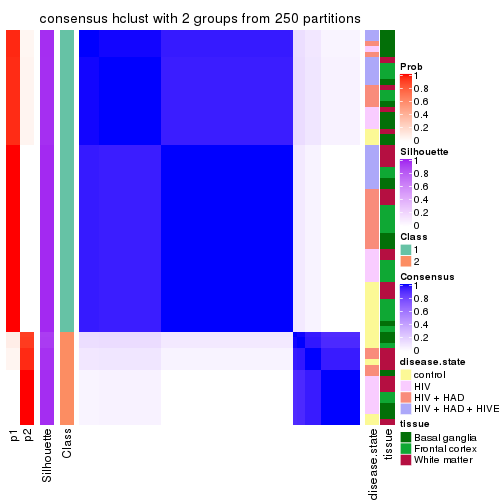 consensus hclust with 2 groups from 250 partitions
Prob
1
0.8
0.6
0.4
0.2
0
Silhouette
1
0.8
0.6
0.4
0.2
0
Class
1
2
Consensus
1
0.8
0.6
0.4
0.2
0
disease.state
control
HIV
HIV + HAD
HIV + HAD + HIVE
tissue
Basal ganglia
Frontal cortex
White matter
p1
p2
Silhouette
Class
disease.state
tissue